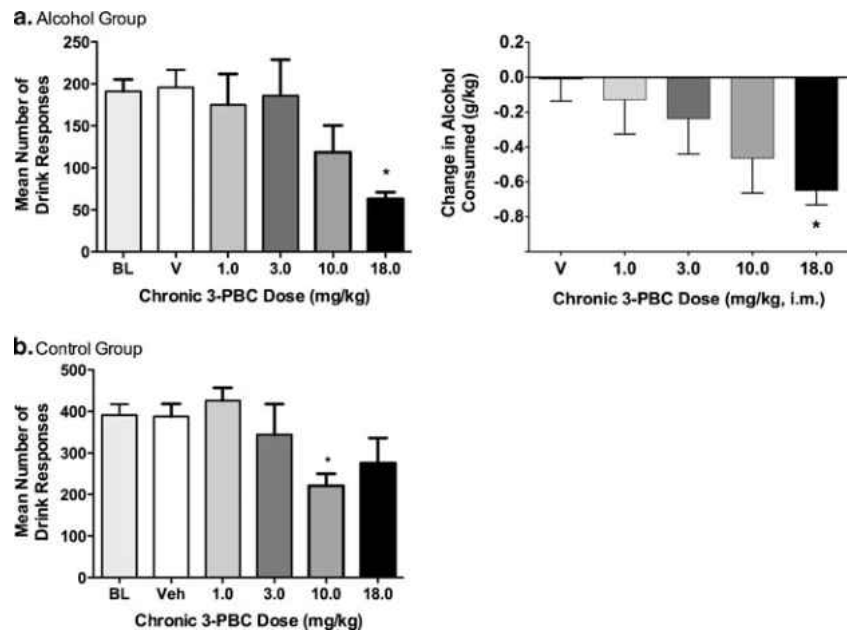 a. Alcohol Group
Mean Number of
Drink Responses
250
200
150
100
50
0
*
BL V 1.0 3.0 10.0 18.0
Chronic 3-PBC Dose (mg/kg)
Change in Alcohol
Consumed (g/kg)
0.2
0.0
-0.2
-0.4
-0.6
-0.8
*
V 1.0 3.0 10.0 18.0
Chronic 3-PBC Dose (mg/kg, i.m.)
b. Control Group
Mean Number of
Drink Responses
500
400
300
200
100
0
*
BL Veh 1.0 3.0 10.0 18.0
Chronic 3-PBC Dose (mg/kg)